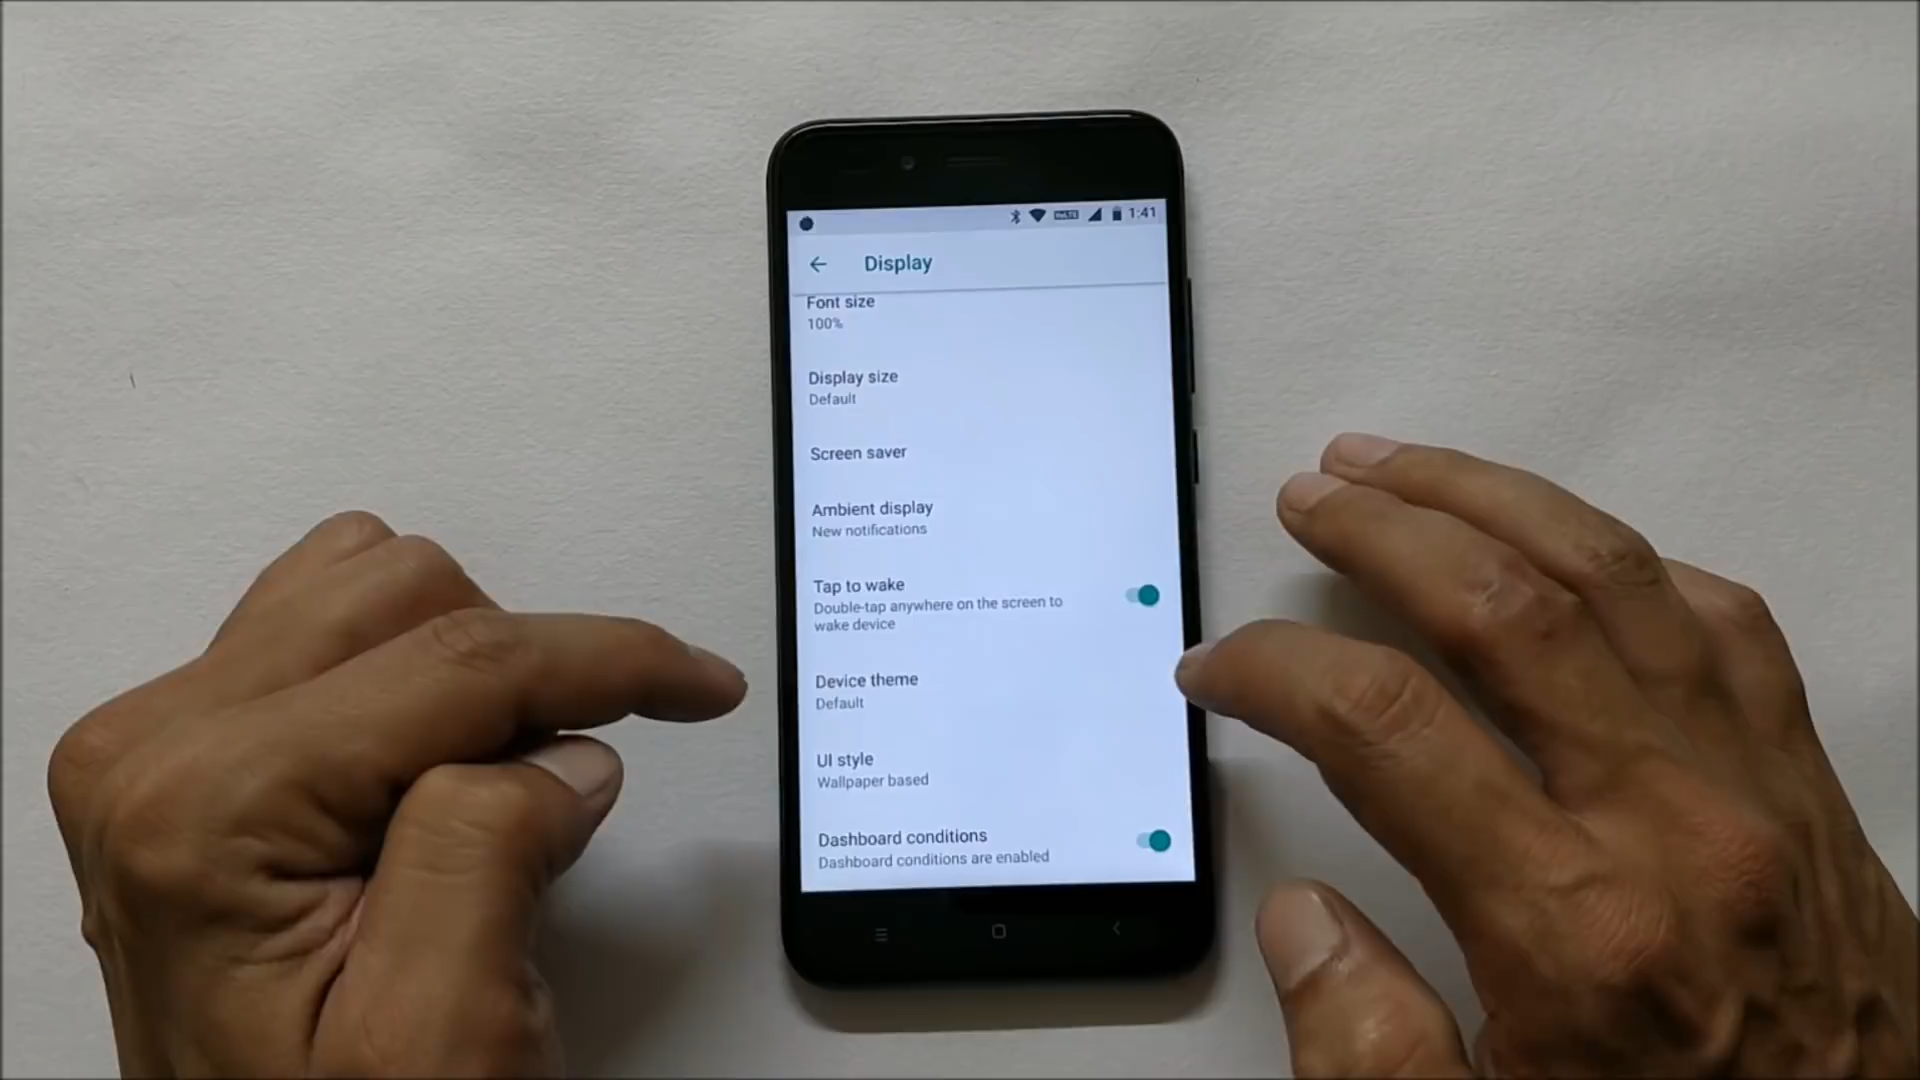 VoLTE 1:41
Display
Font size
100%
Display size
Default
Screen saver
Ambient display
New notifications
Tap to wake
Double-tap anywhere on the screen to
wake device
Device theme
Default
UI style
Wallpaper based
Dashboard conditions
Dashboard conditions are enabled